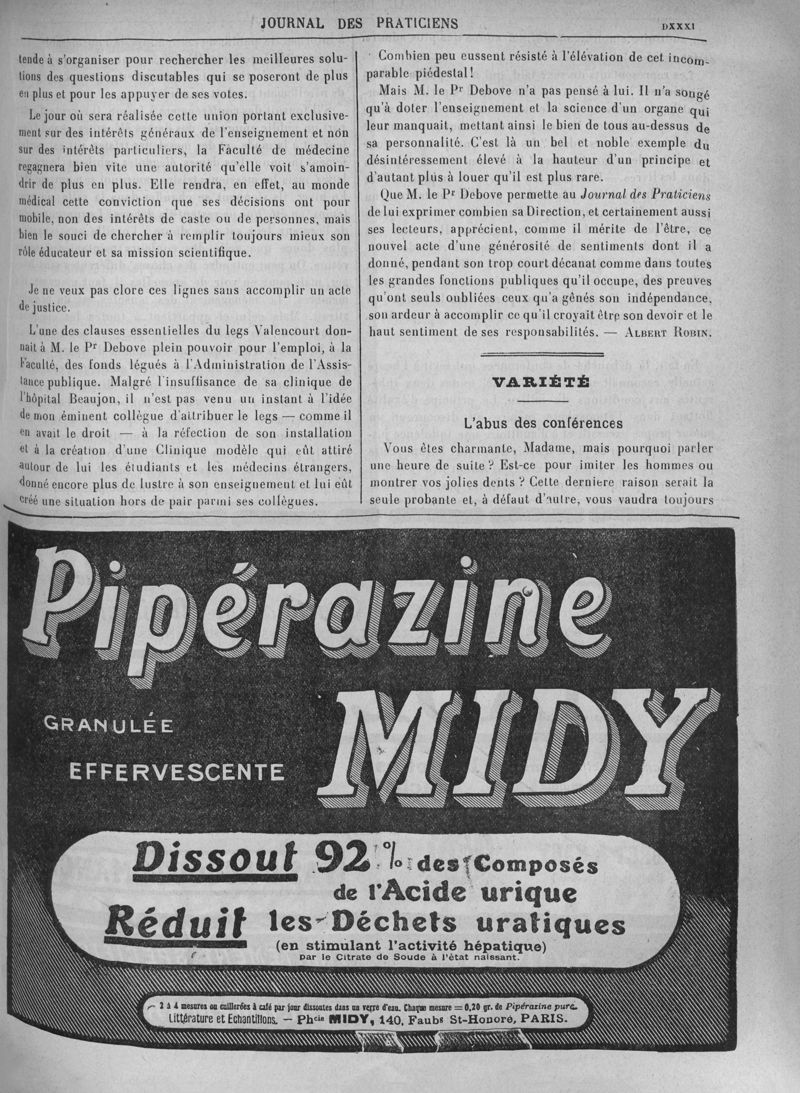 JOURNAL DES PRATICIENS
DXXXI
tende à s'organiser pour rechercher les meilleures solu-
tions des questions discutables qui se poseront de plus
en plus et pour les appuyer de ses votes.
Le jour où sera réalisée cette union portant exclusive-
ment sur des intérêts généraux de l'enseignement et non
sur des intérêts particuliers, la Faculté de médecine
regagnera bien vite une autorité qu'elle voit s'amoin-
drir de plus en plus. Elle rendra, en effet, au monde
médical cette conviction que ses décisions ont pour
mobile, non des intérêts de caste ou de personnes, mais
bien le souci de chercher à remplir toujours mieux son
rôle éducateur et sa mission scientifique.
Je ne veux pas clore ces lignes sans accomplir un acte
de justice.
L'une des clauses essentielles du legs Valencourt don-
nait à M. le Pr Debove plein pouvoir pour l'emploi, à la
Faculté, des fonds légués à l'Administration de l'Assis-
tance publique. Malgré l'insuffisance de sa clinique de
l'hôpital Beaujon, il n'est pas venu un instant à l'idée
de mon éminent collègue d'attribuer le legs — comme il
en avait le droit — à la réfection de son installation
et à la création d'une Clinique modèle qui eût attiré
autour de lui les étudiants et les médecins étrangers,
donné encore plus de lustre à son enseignement et lui eût
créé une situation hors de pair parmi ses collègues.
Combien peu eussent résisté à l'élévation de cet incom-
parable piédestal !
Mais M. le Pr Debove n'a pas pensé à lui. Il n'a songé
qu'à doter l'enseignement et la science d'un organe qui
leur manquait, mettant ainsi le bien de tous au-dessus de
sa personnalité. C'est là un bel et noble exemple du
désintéressement élevé à la hauteur d'un principe et
d'autant plus à louer qu'il est plus rare.
Que M. le Pr Debove permette au Journal des Praticiens
de lui exprimer combien sa Direction, et certainement aussi
ses lecteurs, apprécient, comme il mérite de l'être, ce
nouvel acte d'une générosité de sentiments dont il a
donné, pendant son trop court décanat comme dans toutes
les grandes fonctions publiques qu'il occupe, des preuves
qu'ont seuls oubliées ceux qu'a gênés son indépendance,
son ardeur à accomplir ce qu'il croyait être son devoir et le
haut sentiment de ses responsabilités. — ALBERT ROBIN.
VARIÉTÉ
L'abus des conférences
Vous êtes charmante, Madame, mais pourquoi parler
une heure de suite ? Est-ce pour imiter les hommes ou
montrer vos jolies dents ? Cette dernière raison serait la
seule probante et, à défaut d'autre, vous vaudra toujours
Pipérazine
MIDY
GRANULÉE
EFFERVESCENTE
Dissout 92 % des Composés
de l'Acide urique
Réduit les Déchets uratiques
(en stimulant l'activité hépatique)
par le Citrate de Soude à l'état naissant.
2 à 4 mesures ou cuillerées à café par jour dissoutes dans un verre d'eau. Chaque mesure = 0,20 gr. de Pipérazine pure.
Littérature et Echantillons. — Phcie MIDY, 140, Faubg St-Honoré, PARIS.